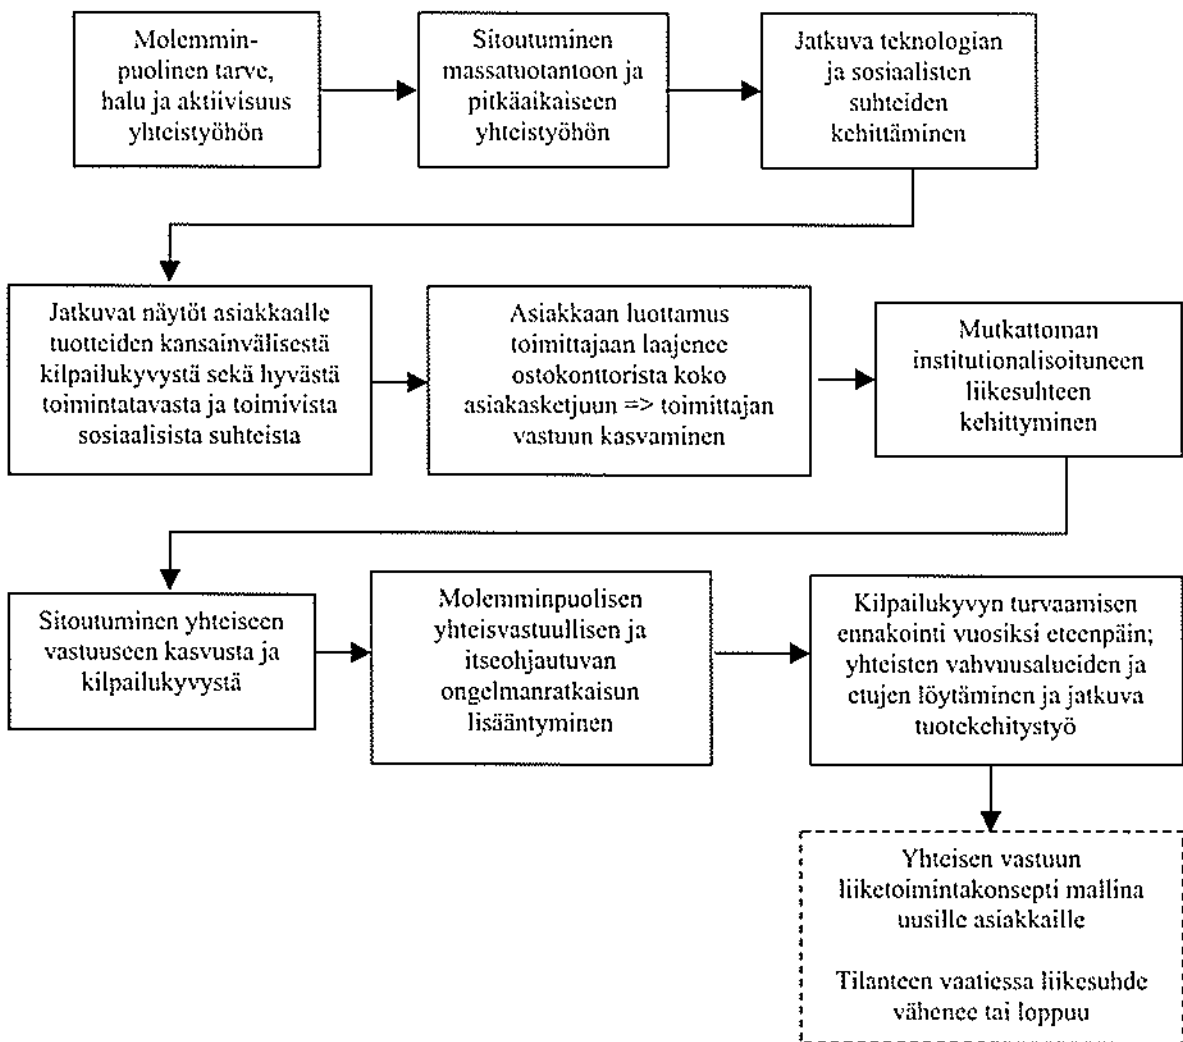 Molemmin-
puolinen tarve,
halu ja aktiivisuus
yhteistyöhön
Sitoutuminen
massatuotantoon ja
pitkäaikaiseen
yhteistyöhön
Jatkuva teknologian
ja sosiaalisten
suhteiden
kehittäminen
Jatkuvat näytöt asiakkaalle
tuotteiden kansainvälisestä
kilpailukyvystä sekä hyvästä
toimintatavasta ja toimivista
sosiaalisista suhteista
Asiakkaan luottamus
toimittajaan laajenee
ostokonttorista koko
asiakasketjuun => toimittajan
vastuun kasvaminen
Mutkattoman
institutionalisoituneen
liikesuhteen
kehittyminen
Sitoutuminen yhteiseen
vastuuseen kasvusta ja
kilpailukyvystä
Molemminpuolisen
yhteisvastuullisen ja
itseohjautuvan
ongelmanratkaisun
lisääntyminen
Kilpailukyvyn turvaamisen
ennakointi vuosiksi eteenpäin;
yhteisten vahvuusalueiden ja
etujen löytäminen ja jatkuva
tuotekehitystyö
Yhteisen vastuun
liiketoimintakonsepti mallina
uusille asiakkaille
Tilanteen vaatiessa liikesuhde
vähenee tai loppuu